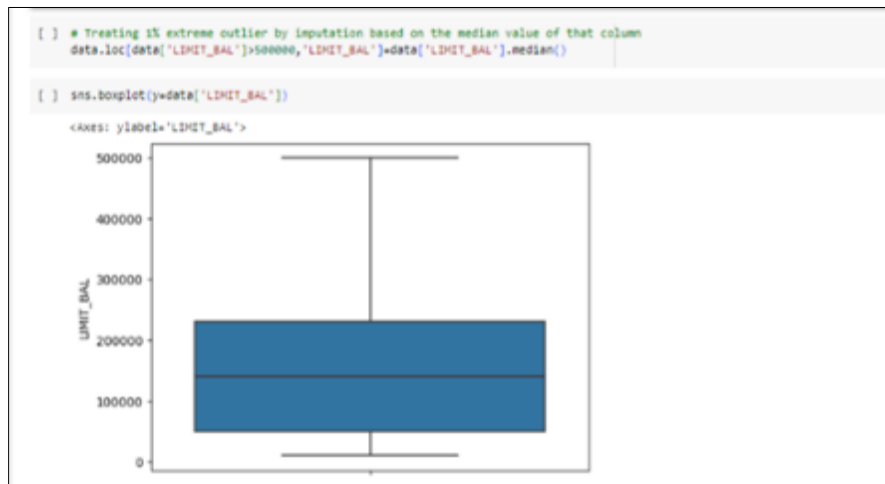 [ ] # Treating 1% extreme outlier by imputation based on the median value of that column
data.loc[data['LIMIT_BAL']>500000,'LIMIT_BAL']=data['LIMIT_BAL'].median()
[ ] sns.boxplot(y=data['LIMIT_BAL'])
<Axes: ylabel='LIMIT_BAL'>
500000
400000
300000
LIMIT_BAL
200000
100000
0